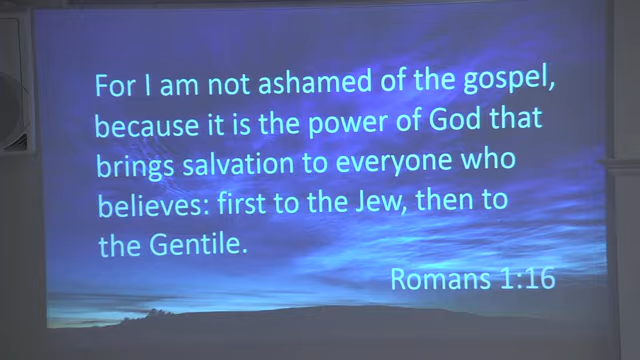 For I am not ashamed of the gospel,
because it is the power of God that
brings salvation to everyone who
believes: first to the Jew, then to
the Gentile.
Romans 1:16